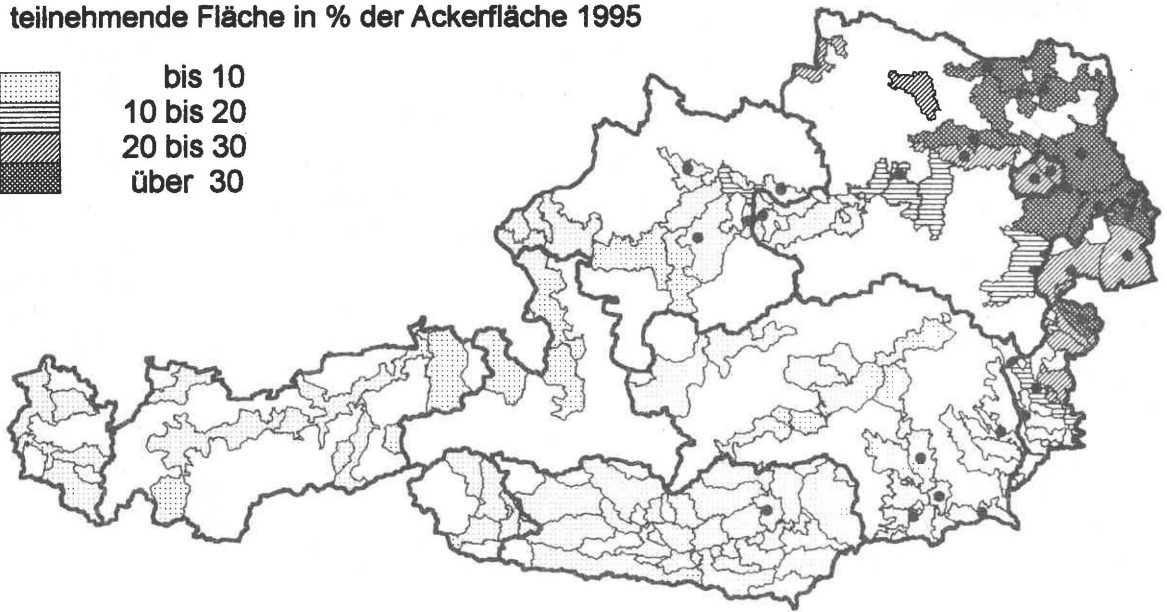 teilnehmende Fläche in % der Ackerfläche 1995
bis 10
10 bis 20
20 bis 30
über 30